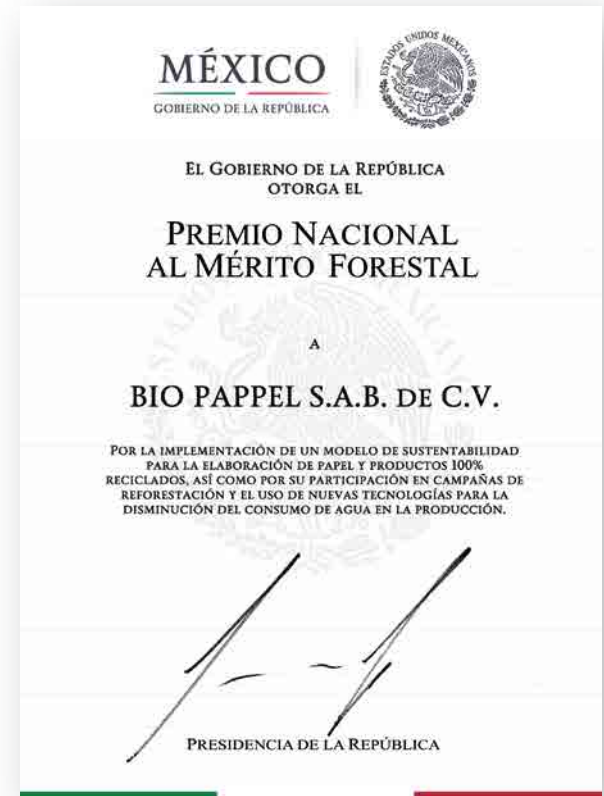 MÉXICO
GOBIERNO DE LA REPÚBLICA
ESTADOS UNIDOS MEXICANOS
EL GOBIERNO DE LA REPÚBLICA
OTORGA EL
PREMIO NACIONAL
AL MÉRITO FORESTAL
A
BIO PAPPEL S.A.B. DE C.V.
POR LA IMPLEMENTACIÓN DE UN MODELO DE SUSTENTABILIDAD
PARA LA ELABORACIÓN DE PAPEL Y PRODUCTOS 100%
RECICLADOS, ASÍ COMO POR SU PARTICIPACIÓN EN CAMPAÑAS DE
REFORESTACIÓN Y EL USO DE NUEVAS TECNOLOGÍAS PARA LA
DISMINUCIÓN DEL CONSUMO DE AGUA EN LA PRODUCCIÓN.
PRESIDENCIA DE LA REPÚBLICA